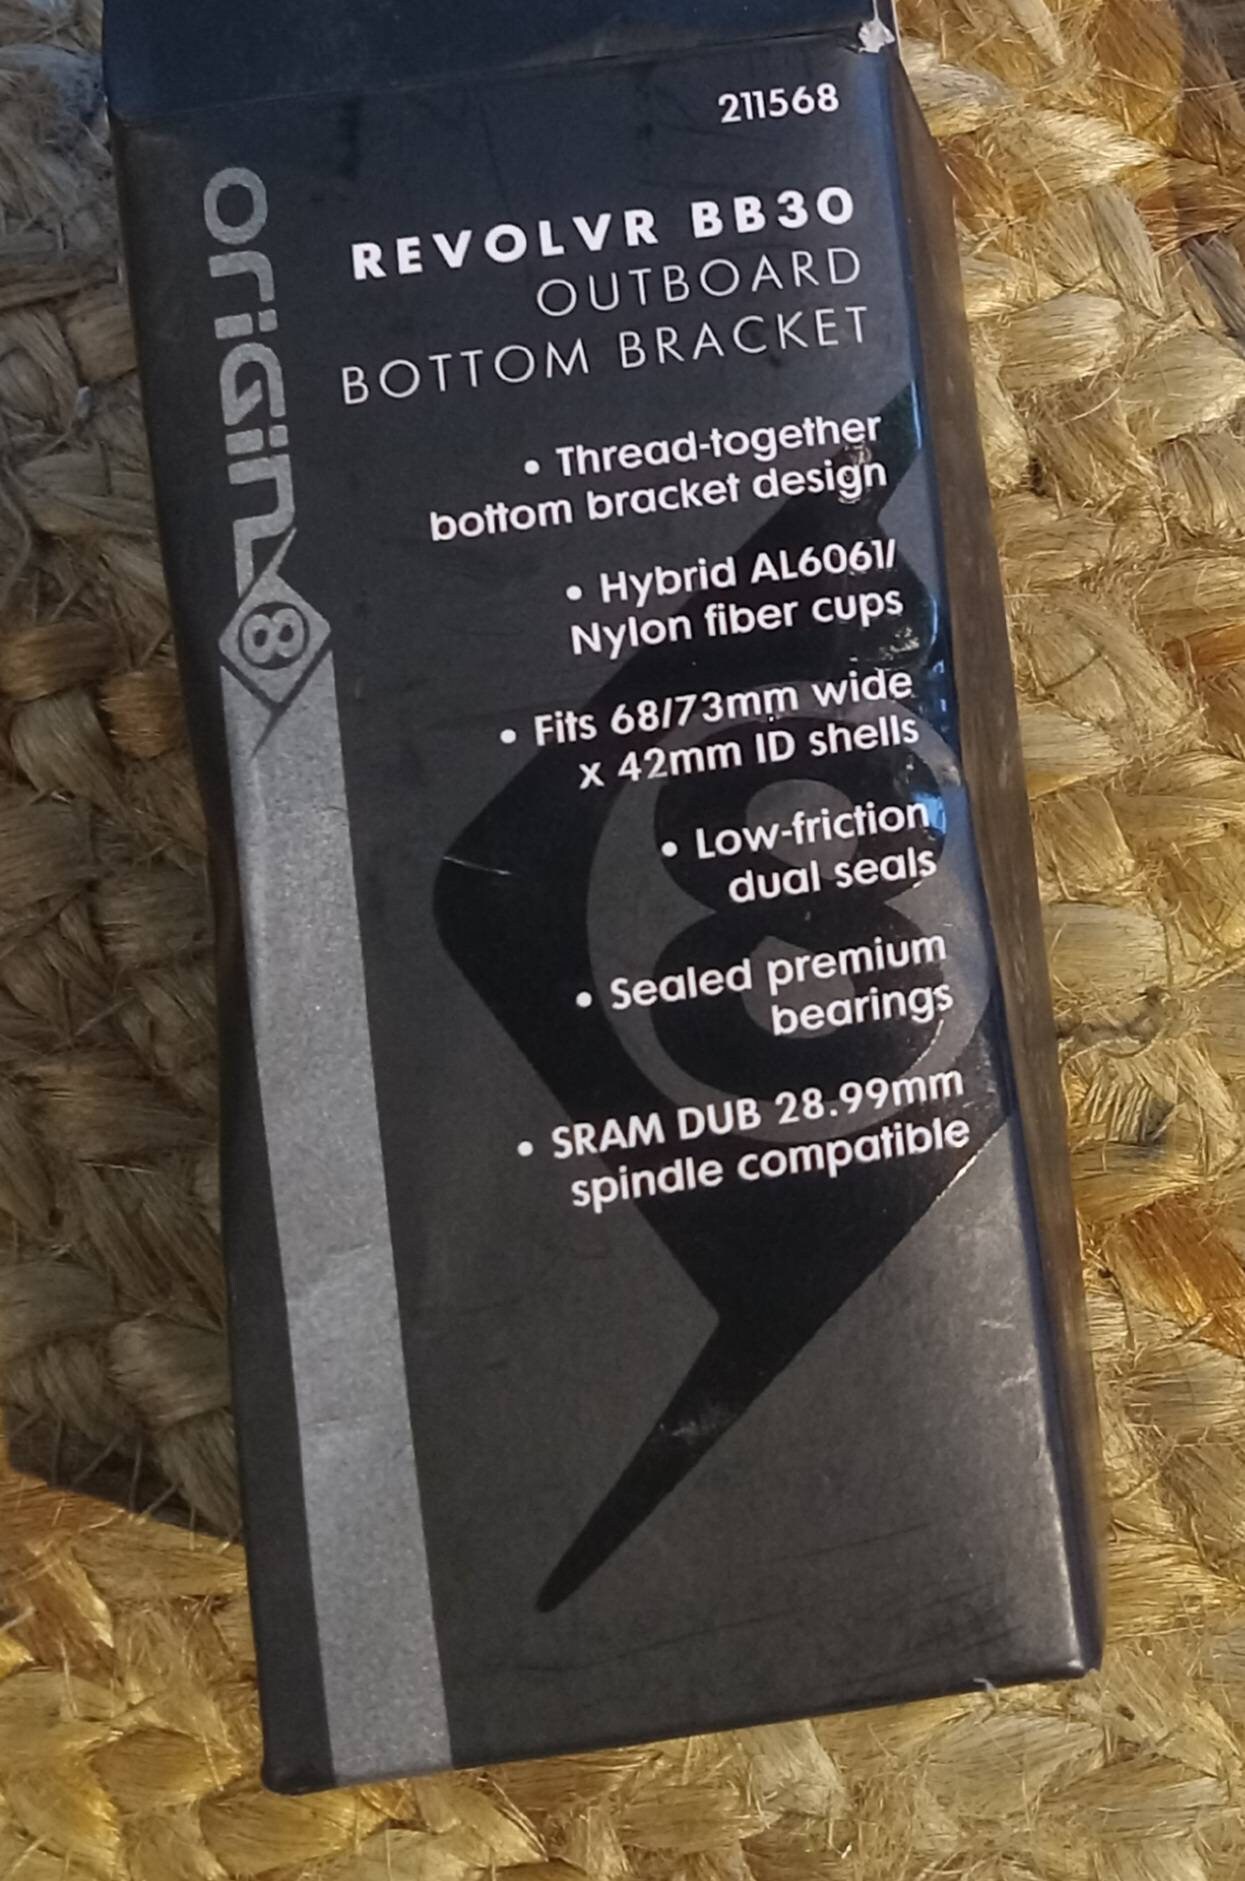 211568
origin8
REVOLVR BB30
OUTBOARD
BOTTOM BRACKET
• Thread-together
bottom bracket design
• Hybrid AL6061/
Nylon fiber cups
• Fits 68/73mm wide
x 42mm ID shells
• Low-friction
dual seals
• Sealed premium
bearings
• SRAM DUB 28.99mm
spindle compatible
8